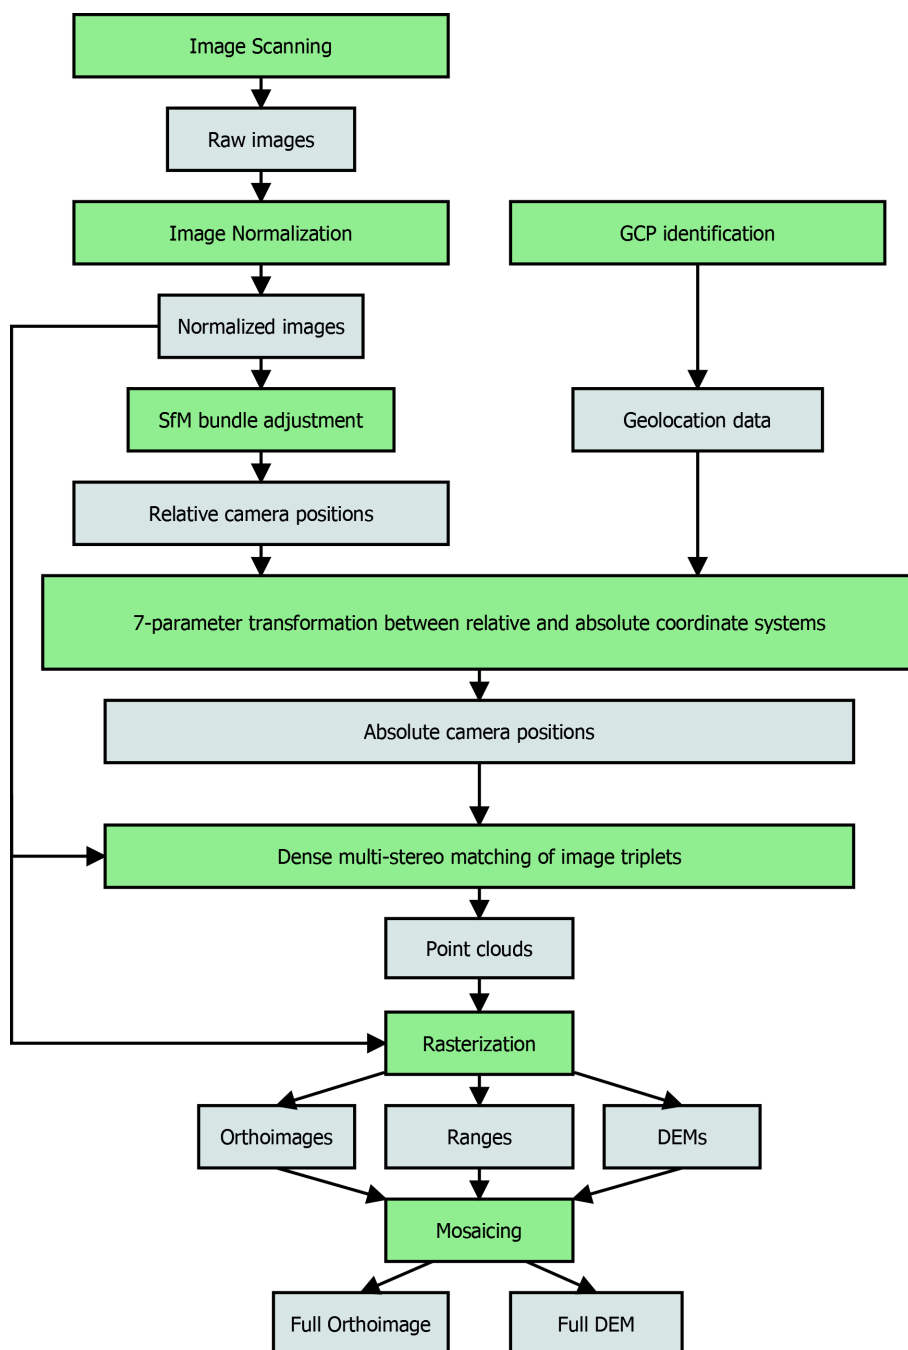 Image Scanning
Raw images
Image Normalization
GCP identification
Normalized images
SfM bundle adjustment
Geolocation data
Relative camera positions
7-parameter transformation between relative and absolute coordinate systems
Absolute camera positions
Dense multi-stereo matching of image triplets
Point clouds
Rasterization
Orthoimages
Ranges
DEMs
Mosaicing
Full Orthoimage
Full DEM